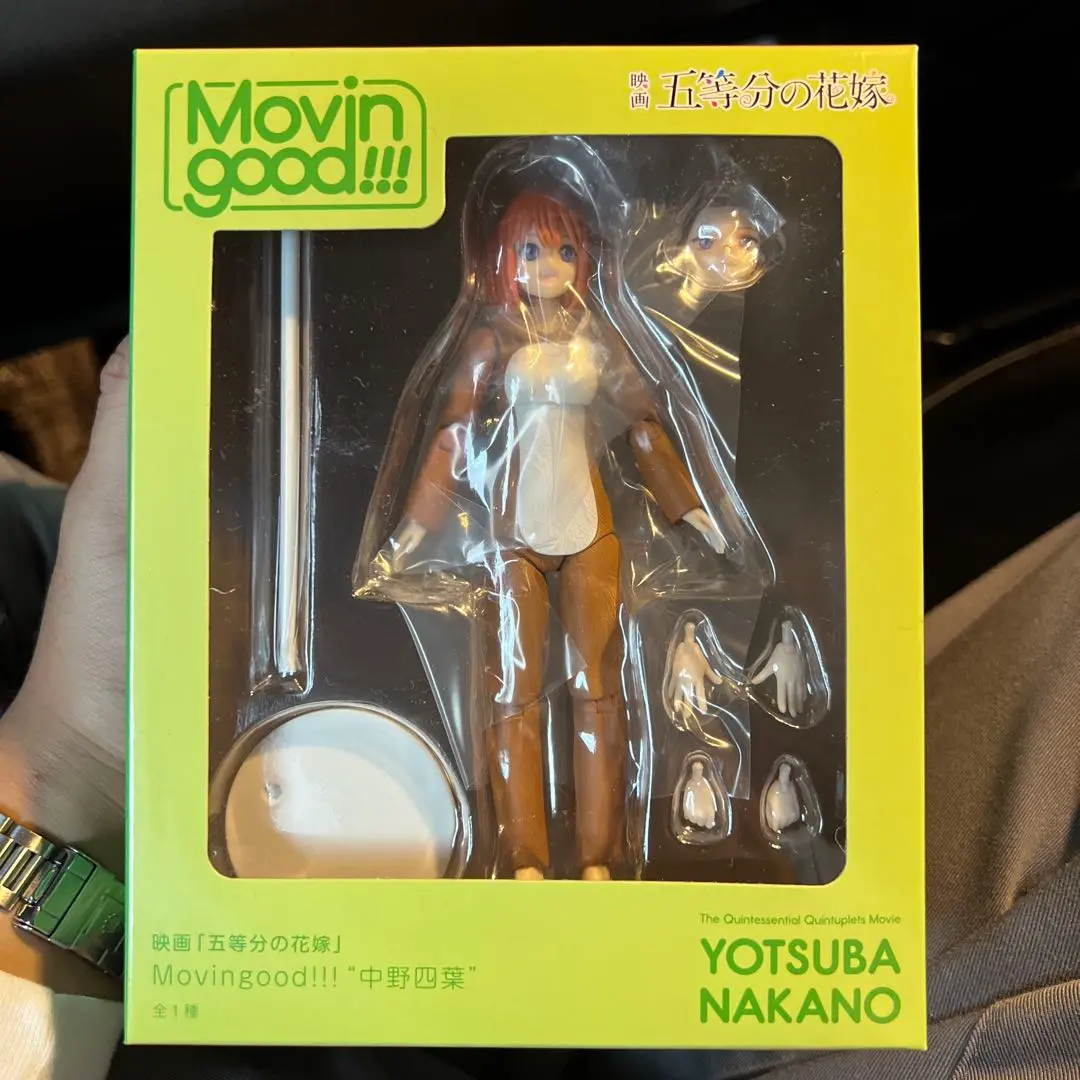 Movin
good!!!
映画 五等分の花嫁
映画「五等分の花嫁」
Movingood!!! “中野四葉”
全1種
The Quintessential Quintuplets Movie
YOTSUBA
NAKANO